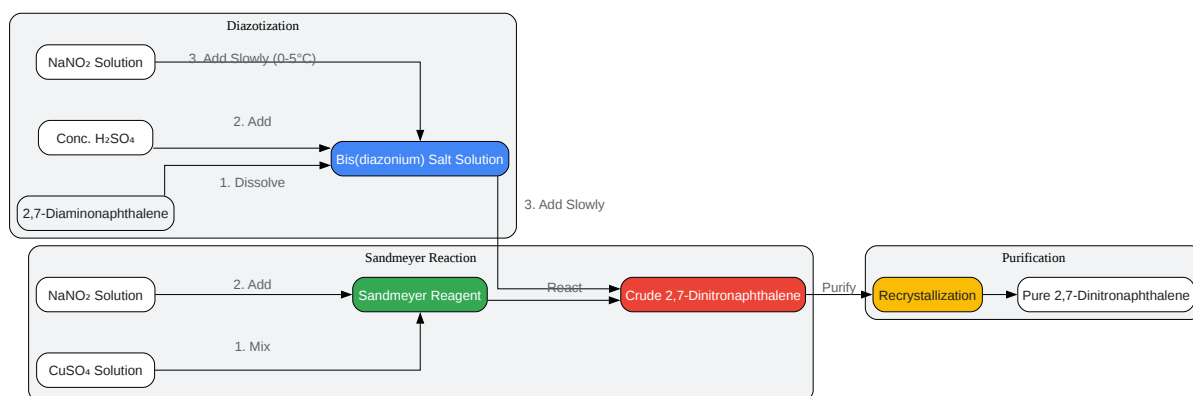 Diazotization
NaNO₂ Solution
3. Add Slowly (0-5°C)
Conc. H₂SO₄
2. Add
Bis(diazonium) Salt Solution
1. Dissolve
2,7-Diaminonaphthalene
3. Add Slowly
Sandmeyer Reaction
NaNO₂ Solution
2. Add
Sandmeyer Reagent
React
Crude 2,7-Dinitronaphthalene
1. Mix
CuSO₄ Solution
Purify
Purification
Recrystallization
Pure 2,7-Dinitronaphthalene